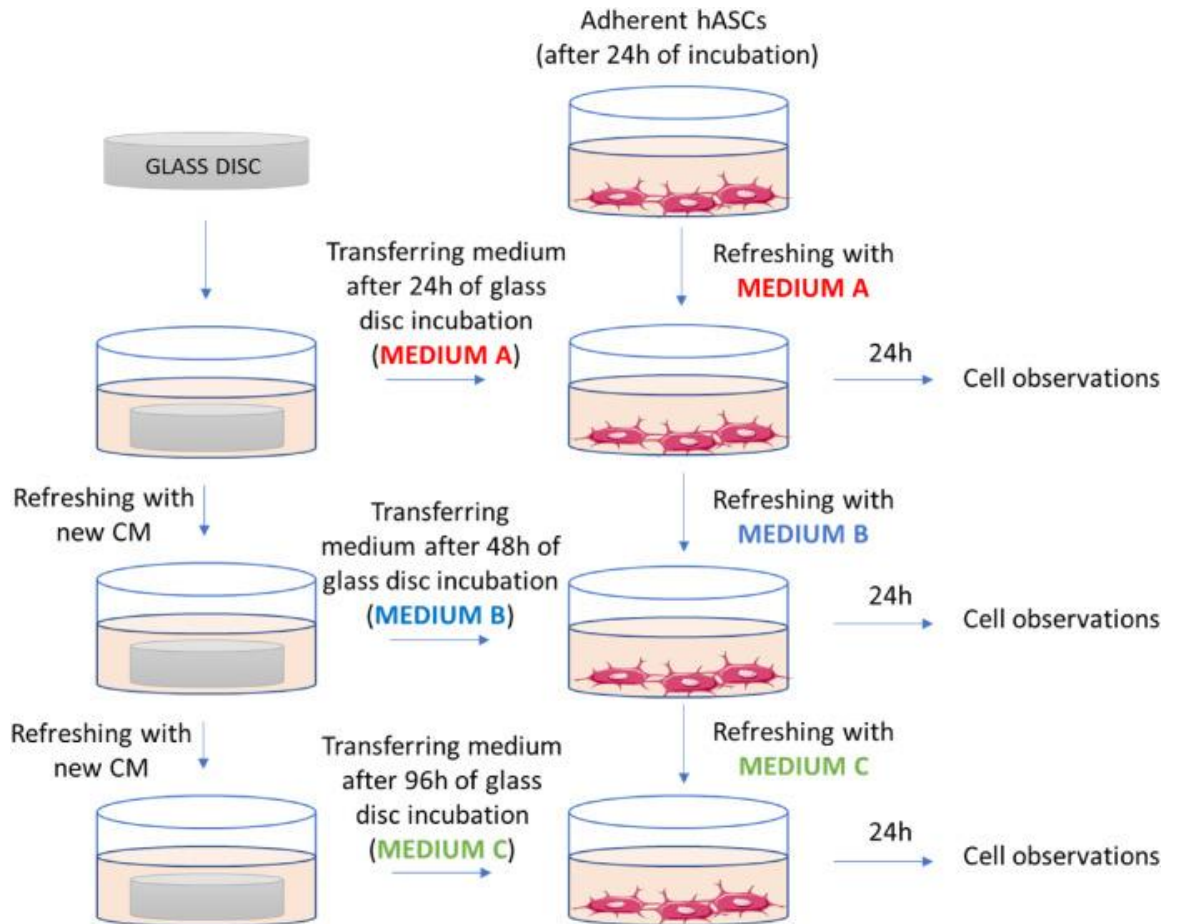 Adherent hASCs
(after 24h of incubation)
GLASS DISC
Transferring medium
after 24h of glass
disc incubation
(MEDIUM A)
Refreshing with
MEDIUM A
24h
Cell observations
Refreshing with
new CM
Transferring
medium after 48h of
glass disc incubation
(MEDIUM B)
Refreshing with
MEDIUM B
24h
Cell observations
Refreshing with
new CM
Transferring medium
after 96h of glass
disc incubation
(MEDIUM C)
Refreshing with
MEDIUM C
24h
Cell observations